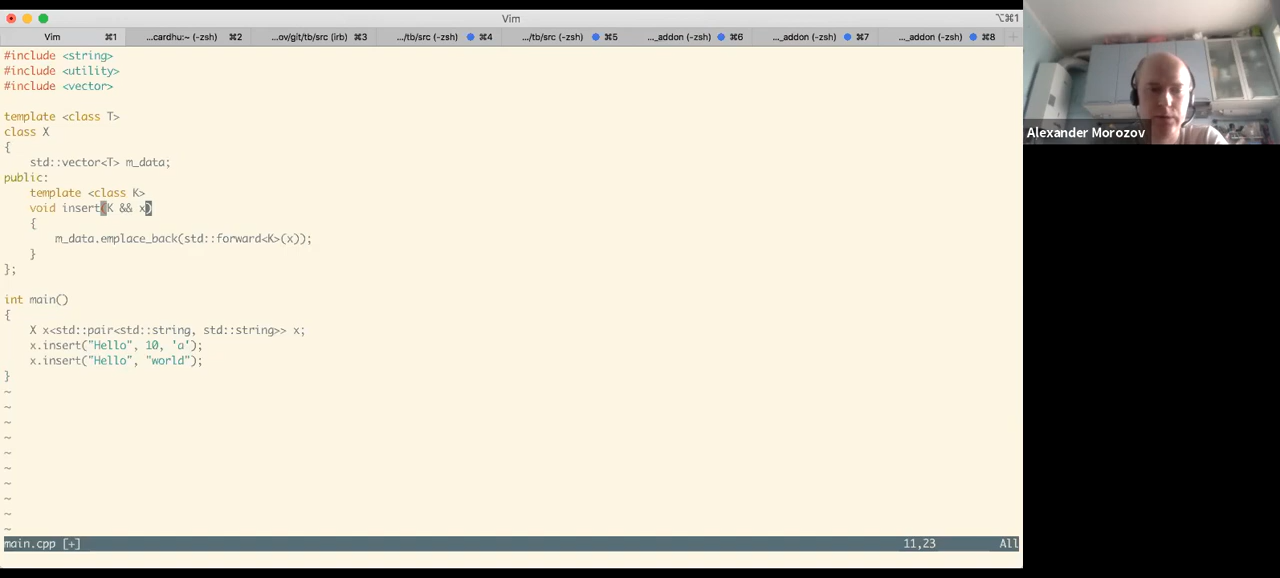 Vim
⌥⌘1
Vim ⌘1 ...cardhu:~ (-zsh) ⌘2 ...ov/git/tb/src (irb) ⌘3 .../tb/src (-zsh) ⌘4 .../tb/src (-zsh) ⌘5 ..._addon (-zsh) ⌘6 ..._addon (-zsh) ⌘7 ..._addon (-zsh) ⌘8
#include <string>
#include <utility>
#include <vector>
template <class T>
class X
{
std::vector<T> m_data;
public:
template <class K>
void insert(K && x)
{
m_data.emplace_back(std::forward<K>(x));
}
};
int main()
{
X x<std::pair<std::string, std::string>> x;
x.insert("Hello", 10, 'a');
x.insert("Hello", "world");
}
~
~
~
~
~
~
~
~
~
~
main.cpp [+] 11,23 All
Alexander Morozov